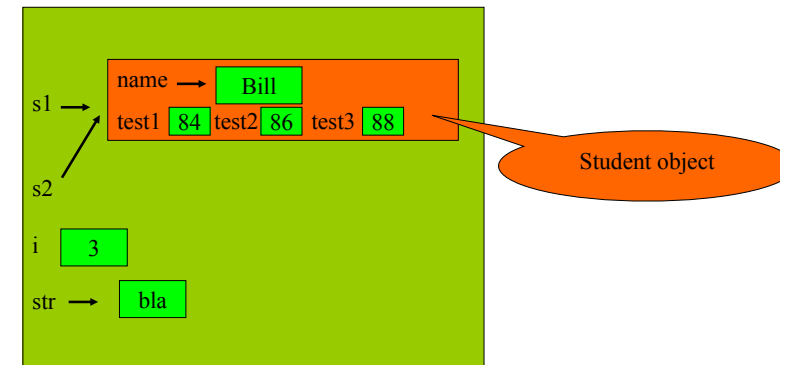 name Bill
s1
test1 84 test2 86 test3 88
Student object
s2
i 3
str bla